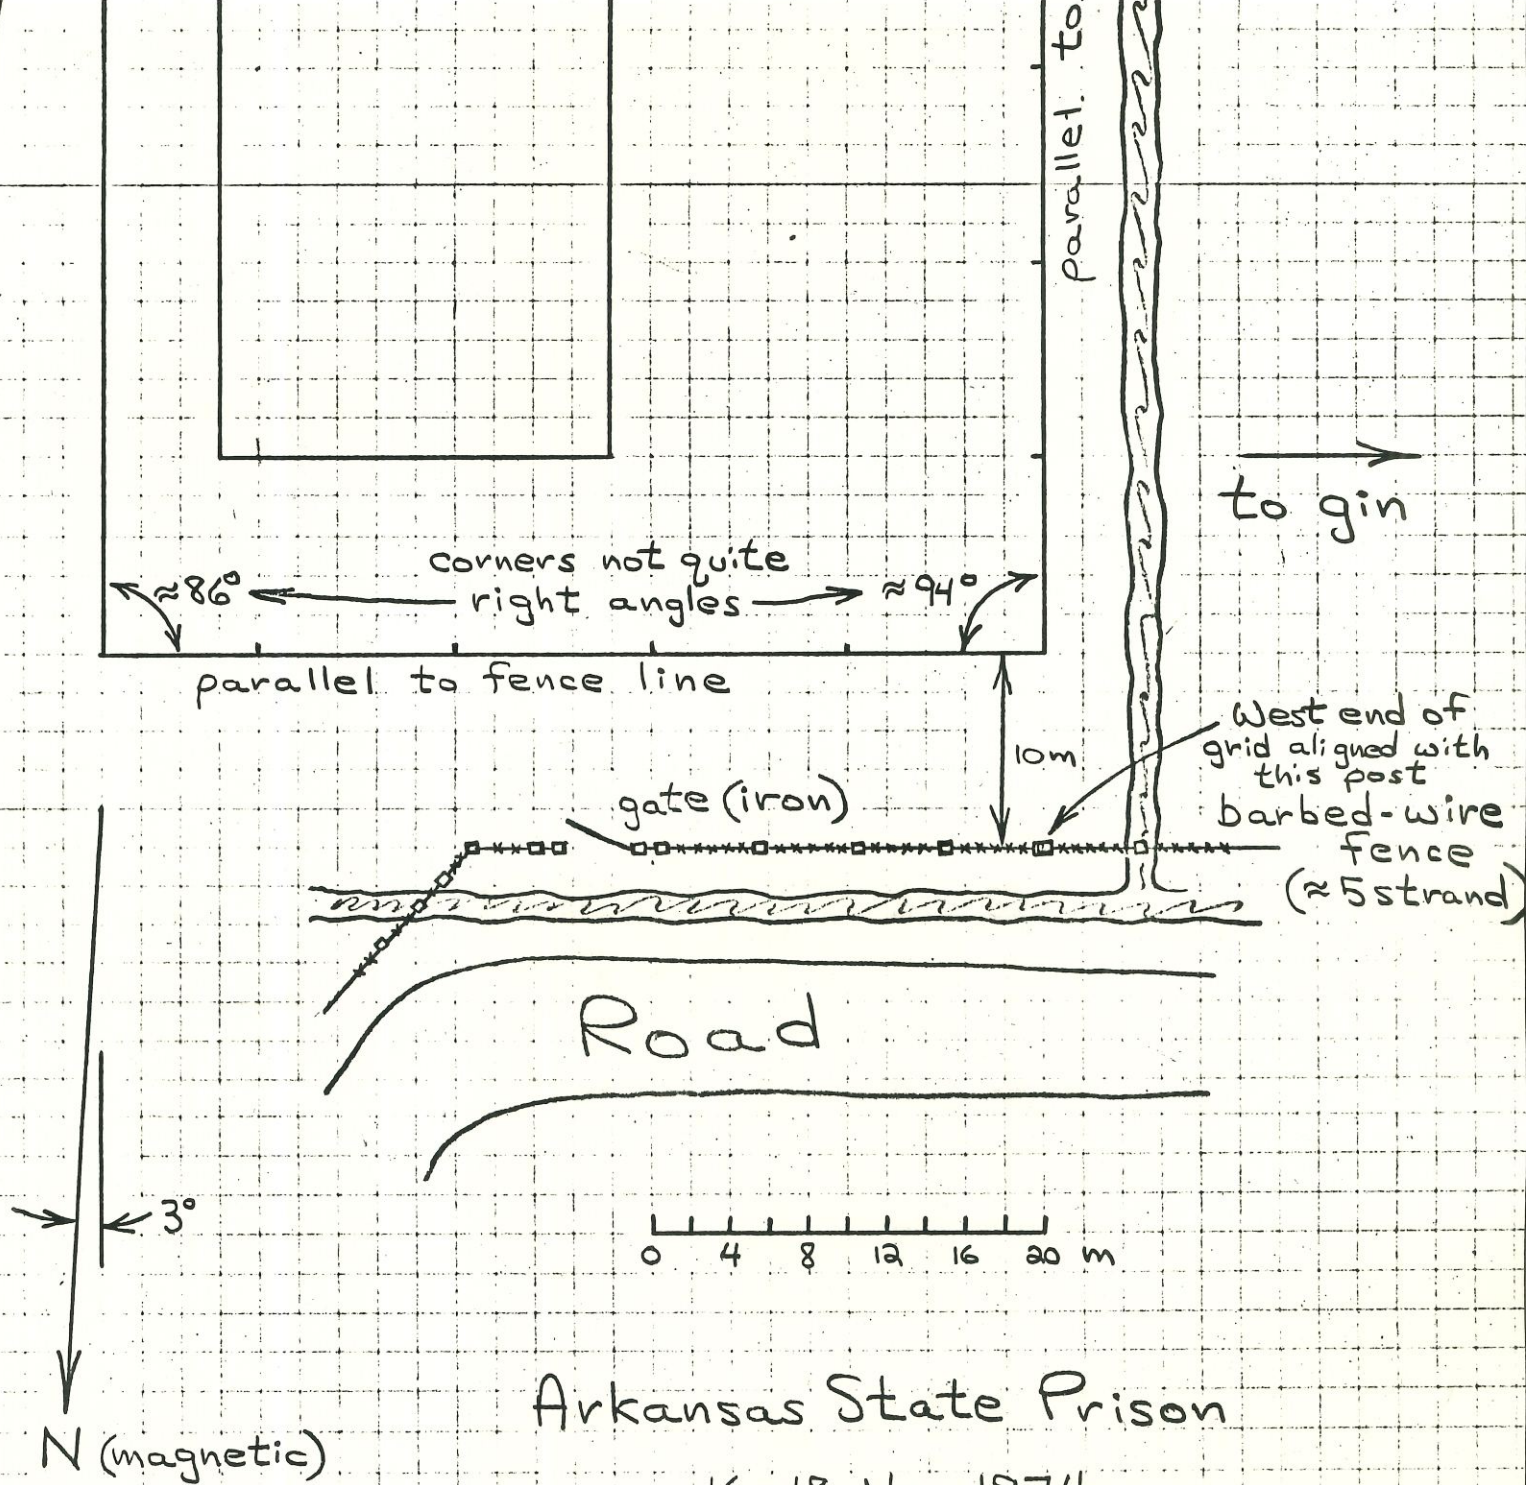 parallel to
to gin
corners not quite
≈86° right angles ≈94°
parallel to fence line
10m
West end of
grid aligned with
this post
gate (iron)
barbed-wire
fence
(≈5 strand)
Road
3°
0 4 8 12 16 20 m
Arkansas State Prison
N (magnetic)